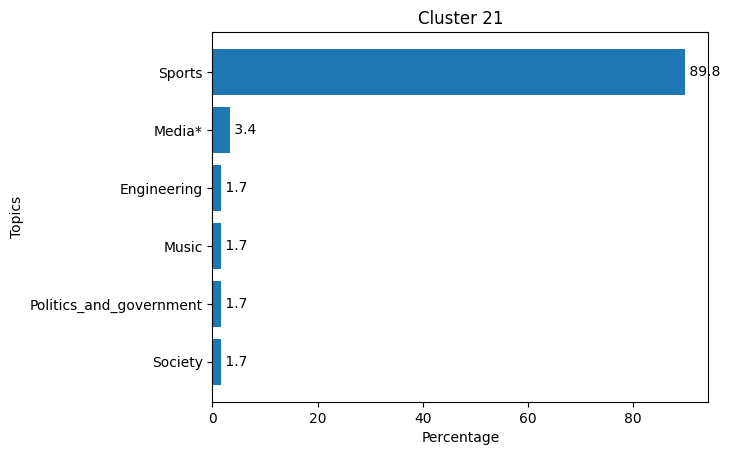 Cluster 21
Sports 89.8
Media* 3.4
Engineering 1.7
Music 1.7
Politics_and_government 1.7
Society 1.7
Topics
0 20 40 60 80
Percentage